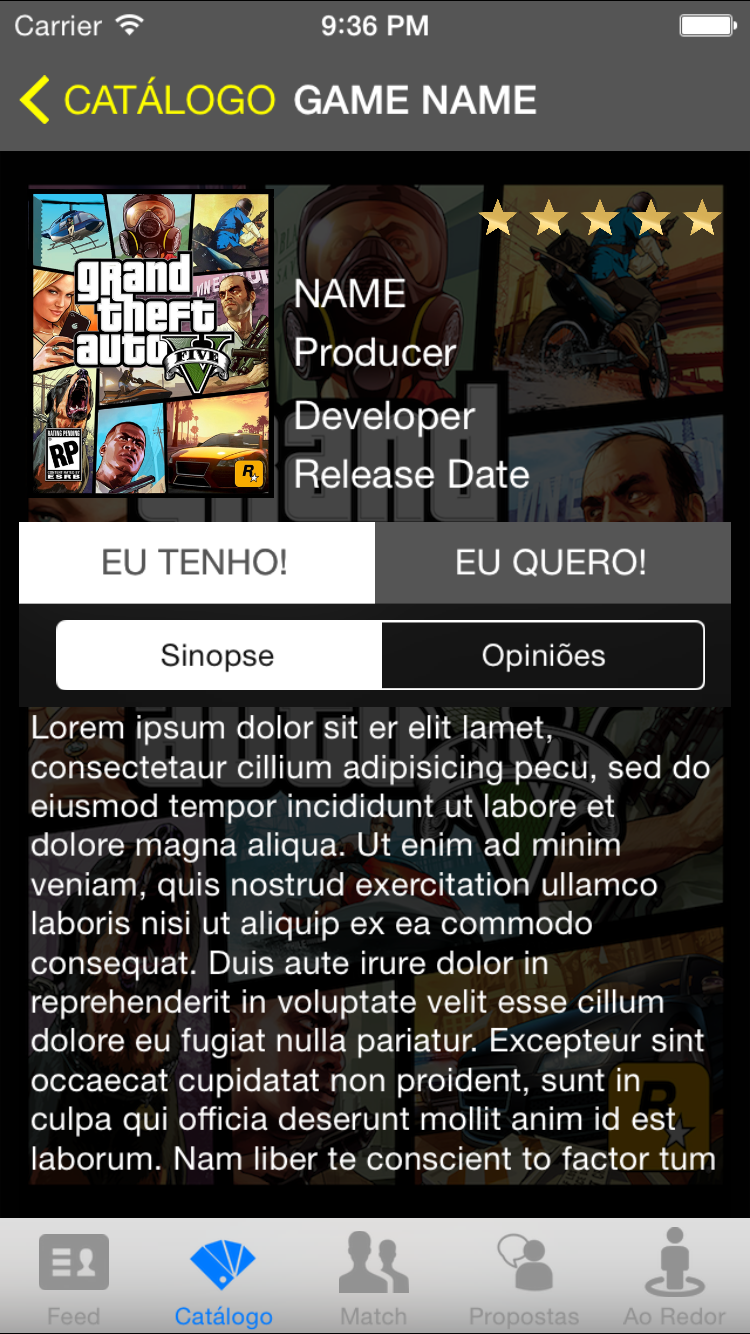 Carrier 9:36 PM
CATÁLOGO GAME NAME
grand
theft
auto
FIVE
RATING PENDING
RP
CONTENT RATED BY
ESRB
R
NAME
Producer
Developer
Release Date
EU TENHO! EU QUERO!
Sinopse Opiniões
Lorem ipsum dolor sit er elit lamet,
consectetaur cillium adipisicing pecu, sed do
eiusmod tempor incididunt ut labore et
dolore magna aliqua. Ut enim ad minim
veniam, quis nostrud exercitation ullamco
laboris nisi ut aliquip ex ea commodo
consequat. Duis aute irure dolor in
reprehenderit in voluptate velit esse cillum
dolore eu fugiat nulla pariatur. Excepteur sint
occaecat cupidatat non proident, sunt in
culpa qui officia deserunt mollit anim id est
laborum. Nam liber te conscient to factor tum
Feed Catálogo Match Propostas Ao Redor